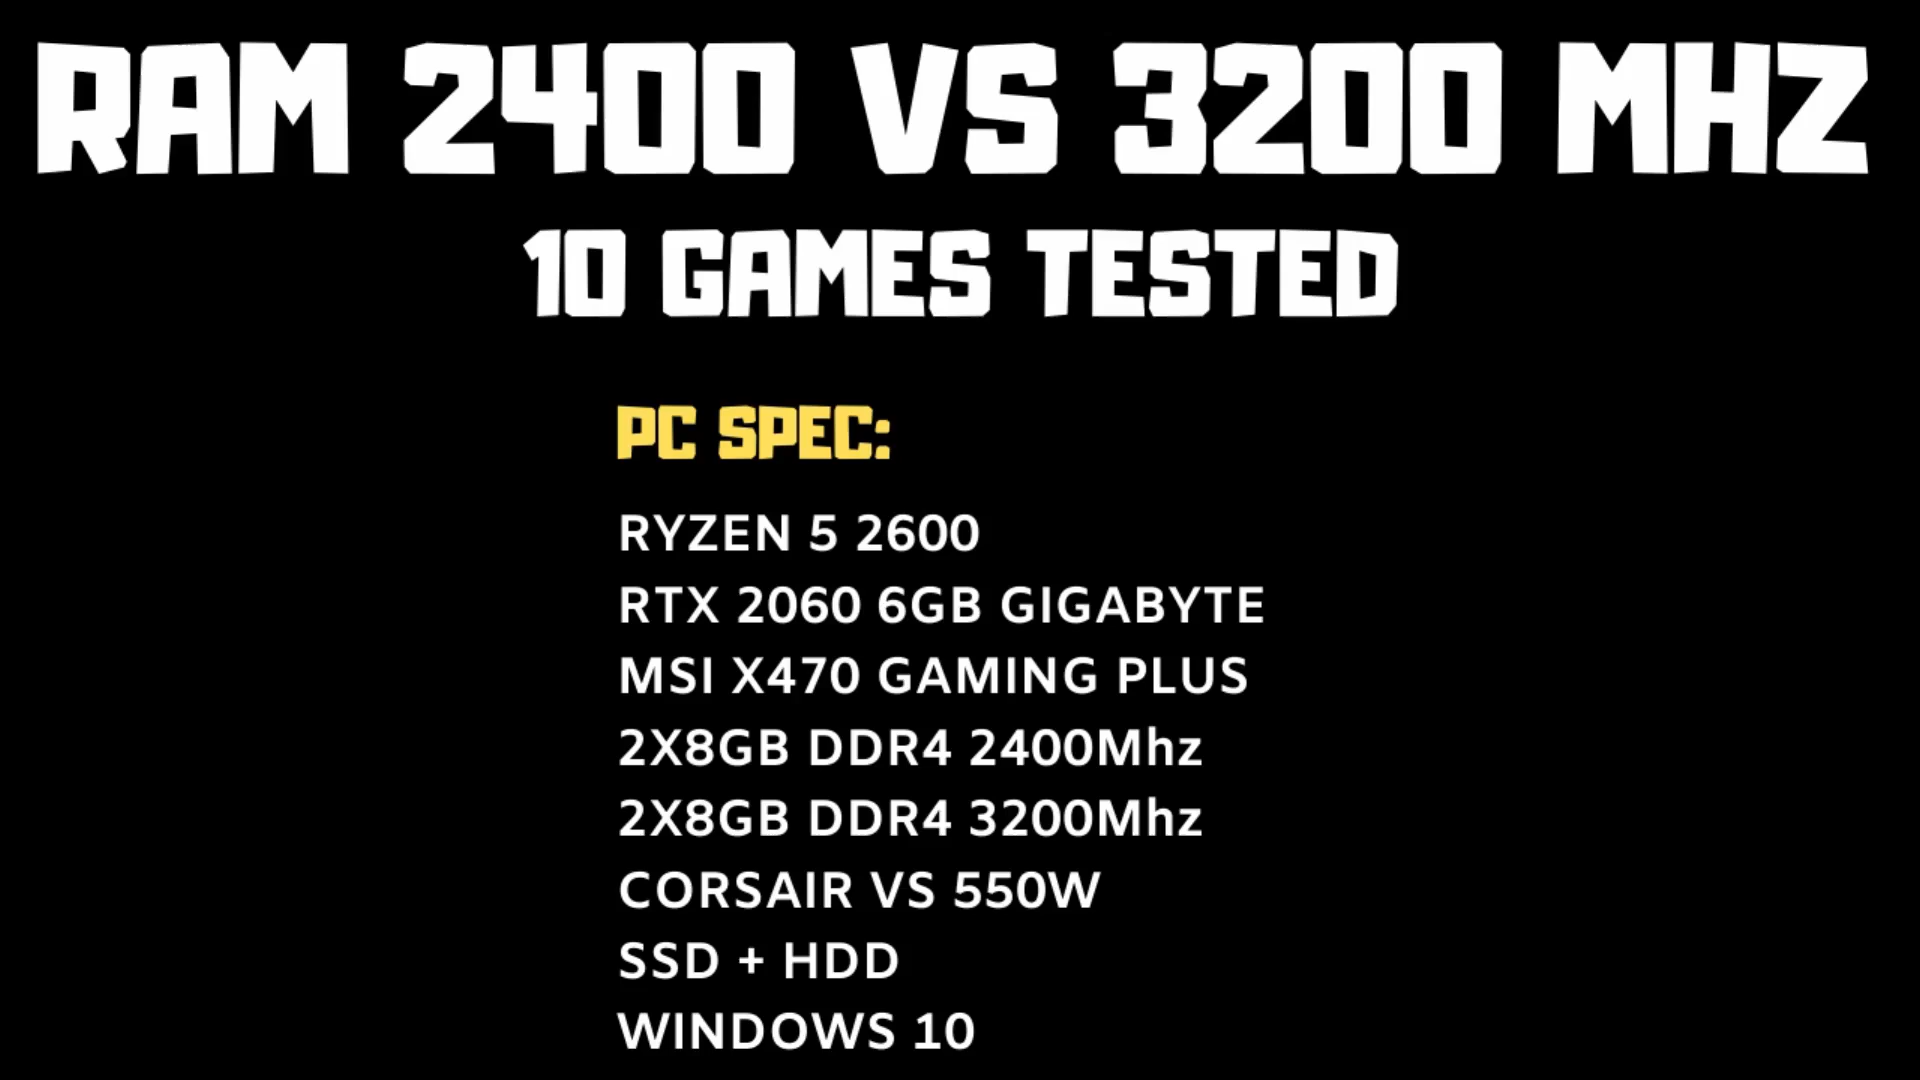 RAM 2400 VS 3200 MHZ
10 GAMES TESTED
PC SPEC:
RYZEN 5 2600
RTX 2060 6GB GIGABYTE
MSI X470 GAMING PLUS
2X8GB DDR4 2400Mhz
2X8GB DDR4 3200Mhz
CORSAIR VS 550W
SSD + HDD
WINDOWS 10